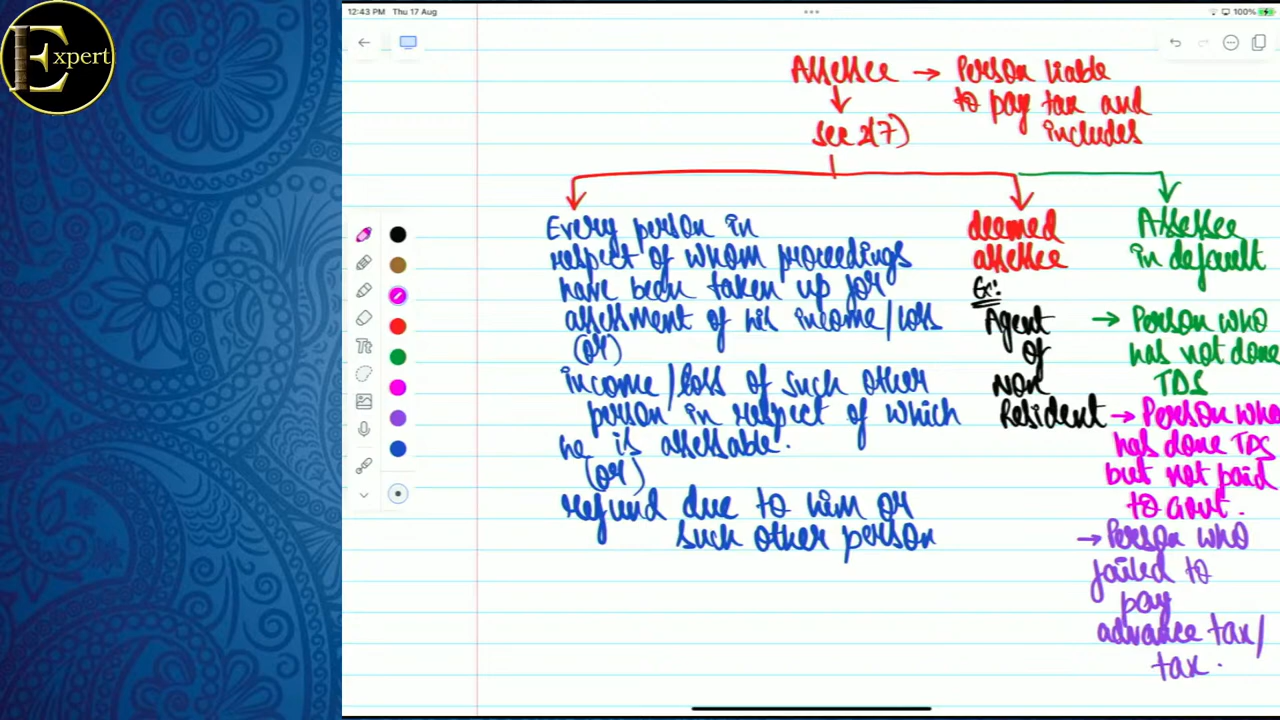 12:43 PM Thu 17 Aug
100%
Expert
Assessee → Person liable
to pay tax and
includes
sec 2(7)
Every person in
respect of whom proceedings
have been taken up for
assessment of his income/loss
(or)
income/loss of such other
person in respect of which
he is assessable.
(or)
refund due to him or
such other person
deemed
assessee
Ex:
Agent
of
Non
Resident
Assessee
in default
→ Person who
has not done
TDS
→ Person who
has done TDS
but not paid
to Govt.
→ Person who
failed to
pay
advance tax/
tax.
Tt